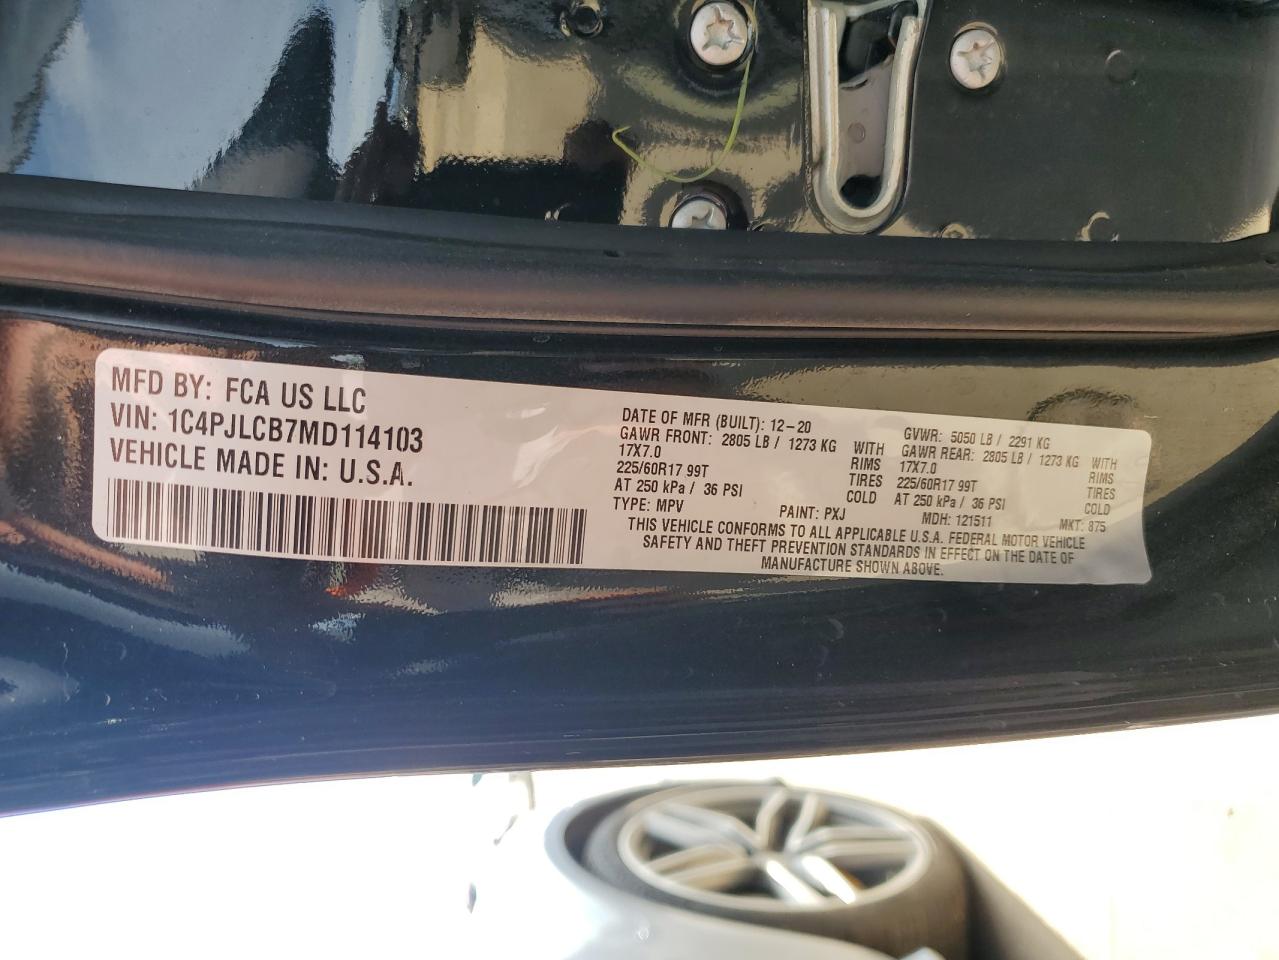 MFD BY: FCA US LLC
VIN: 1C4PJLCB7MD114103
VEHICLE MADE IN: U.S.A.
DATE OF MFR (BUILT): 12-20 GVWR: 5050 LB / 2291 KG
GAWR FRONT: 2805 LB / 1273 KG WITH GAWR REAR: 2805 LB / 1273 KG WITH
17X7.0 RIMS 17X7.0 RIMS
225/60R17 99T TIRES 225/60R17 99T TIRES
AT 250 kPa / 36 PSI COLD AT 250 kPa / 36 PSI COLD
TYPE: MPV PAINT: PXJ MDH: 121511 MKT: 875
THIS VEHICLE CONFORMS TO ALL APPLICABLE U.S.A. FEDERAL MOTOR VEHICLE
SAFETY AND THEFT PREVENTION STANDARDS IN EFFECT ON THE DATE OF
MANUFACTURE SHOWN ABOVE.